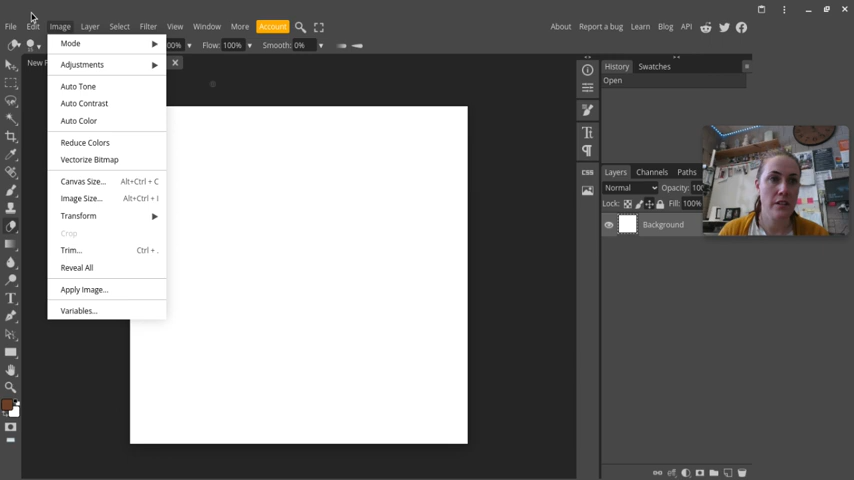 File Edit Image Layer Select Filter View Window More Account About Report a bug Learn Blog API
00% Flow: 100% Smooth: 0%
New
History Swatches
Open
Mode
Adjustments
Auto Tone
Auto Contrast
Auto Color
Reduce Colors
Vectorize Bitmap
Canvas Size... Alt+Ctrl + C
Image Size... Alt+Ctrl + I
Transform
Crop
Trim... Ctrl + .
Reveal All
Apply Image...
Variables...
CSS
Layers Channels Paths
Normal Opacity: 100
Lock: Fill: 100%
Background